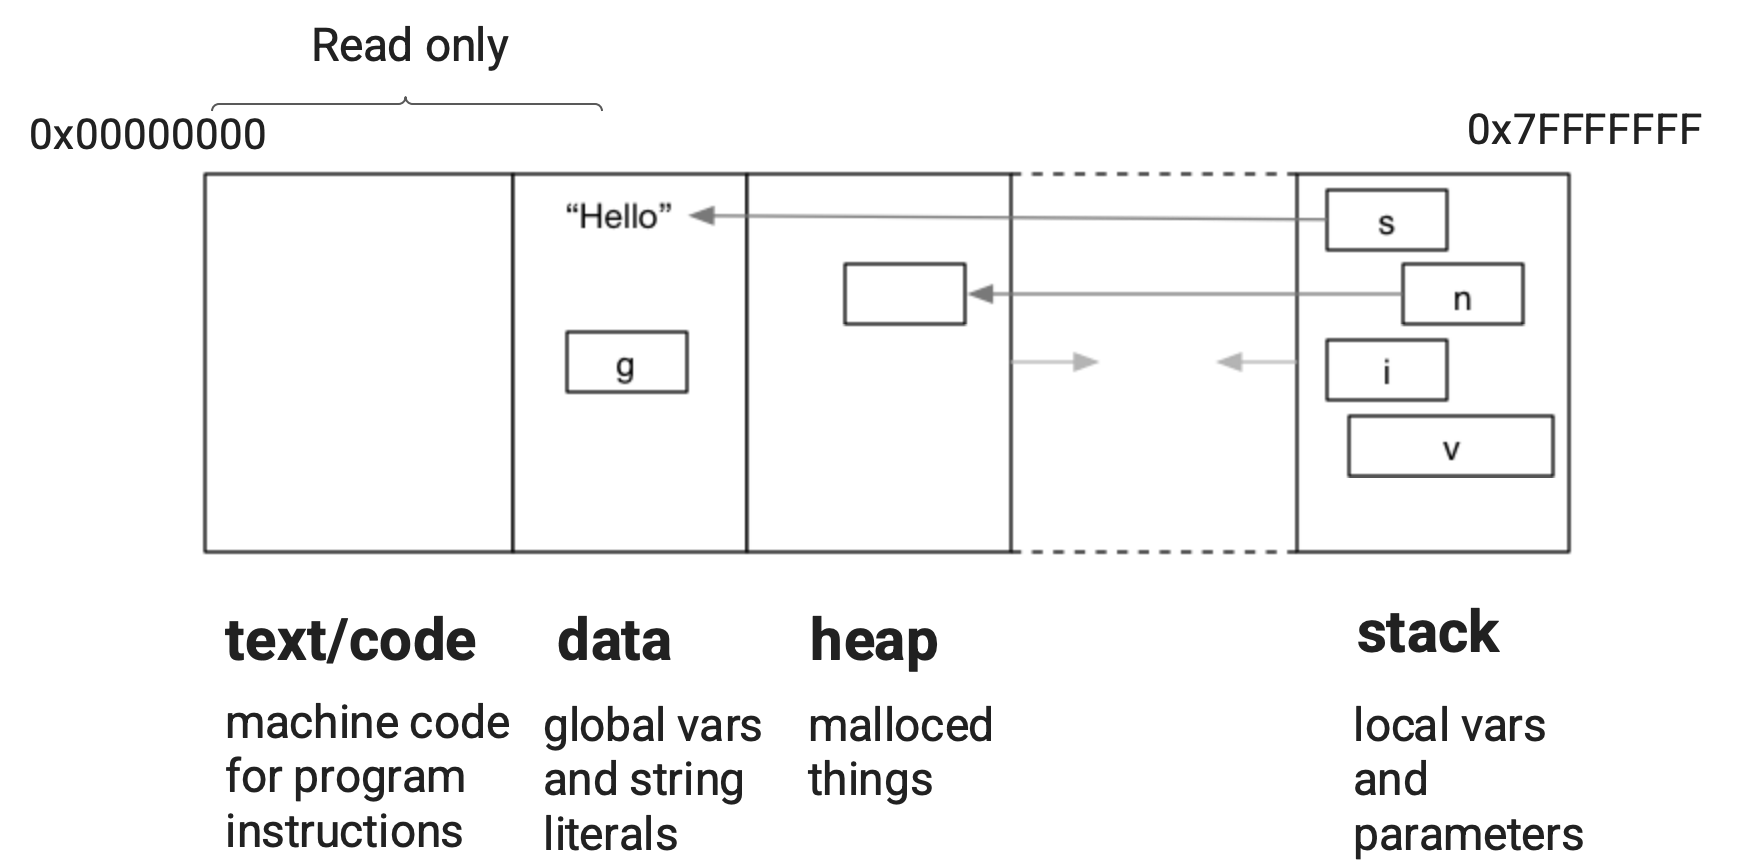 Read only
0x00000000
0x7FFFFFFF
“Hello”
s
n
g
i
v
text/code
data
heap
stack
machine code
for program
instructions
global vars
and string
literals
malloced
things
local vars
and
parameters